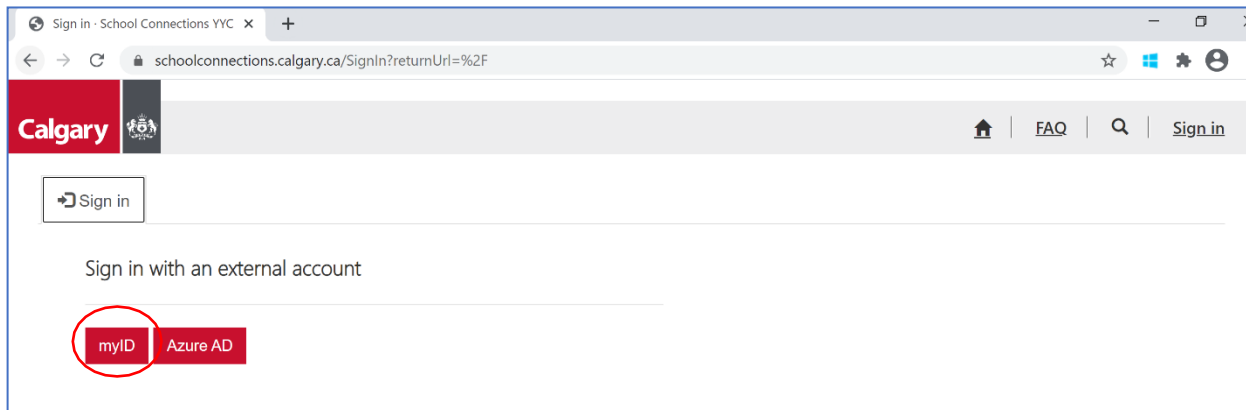 Sign in · School Connections YYC
schoolconnections.calgary.ca/SignIn?returnUrl=%2F
Calgary
FAQ
Sign in
Sign in
Sign in with an external account
myID Azure AD